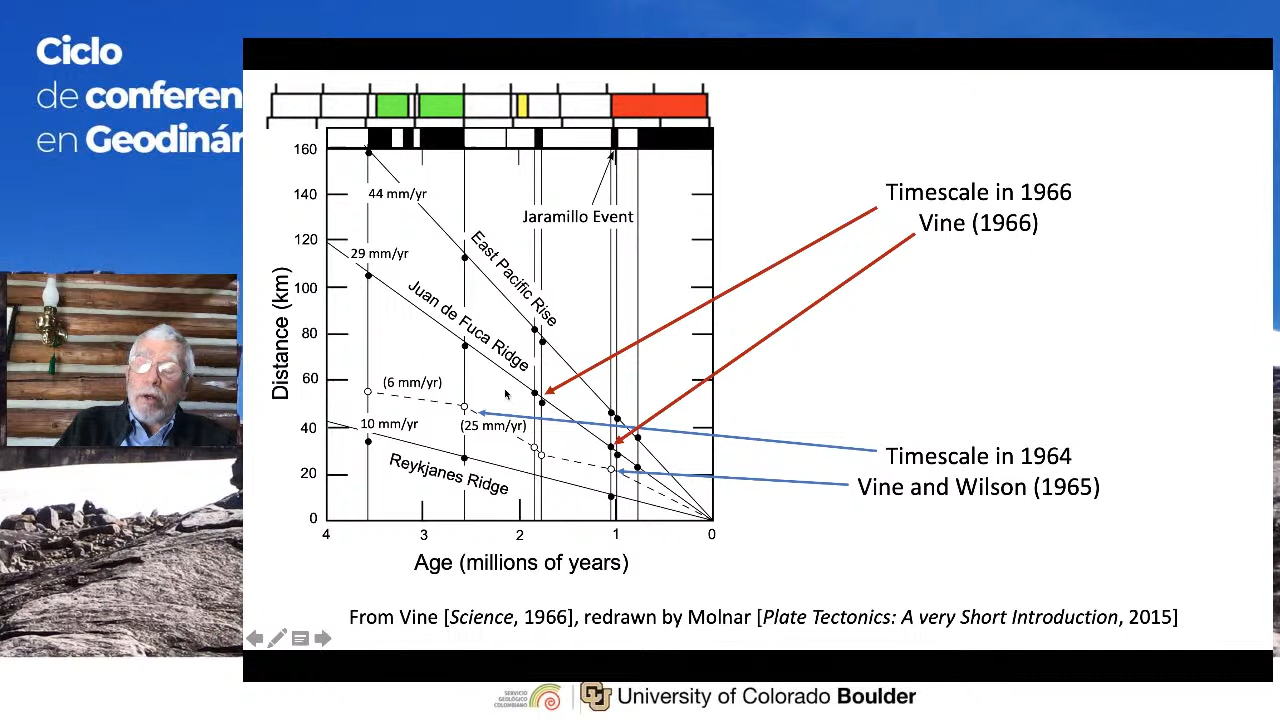 Ciclo
de conferen
en Geodinár
160
140
120
100
80
60
40
20
0
Distance (km)
44 mm/yr
29 mm/yr
(6 mm/yr)
10 mm/yr
(25 mm/yr)
Jaramillo Event
East Pacific Rise
Juan de Fuca Ridge
Reykjanes Ridge
4 3 2 1 0
Age (millions of years)
Timescale in 1966
Vine (1966)
Timescale in 1964
Vine and Wilson (1965)
From Vine [Science, 1966], redrawn by Molnar [Plate Tectonics: A very Short Introduction, 2015]
SERVICIO
GEOLÓGICO
COLOMBIANO
CU
University of Colorado Boulder